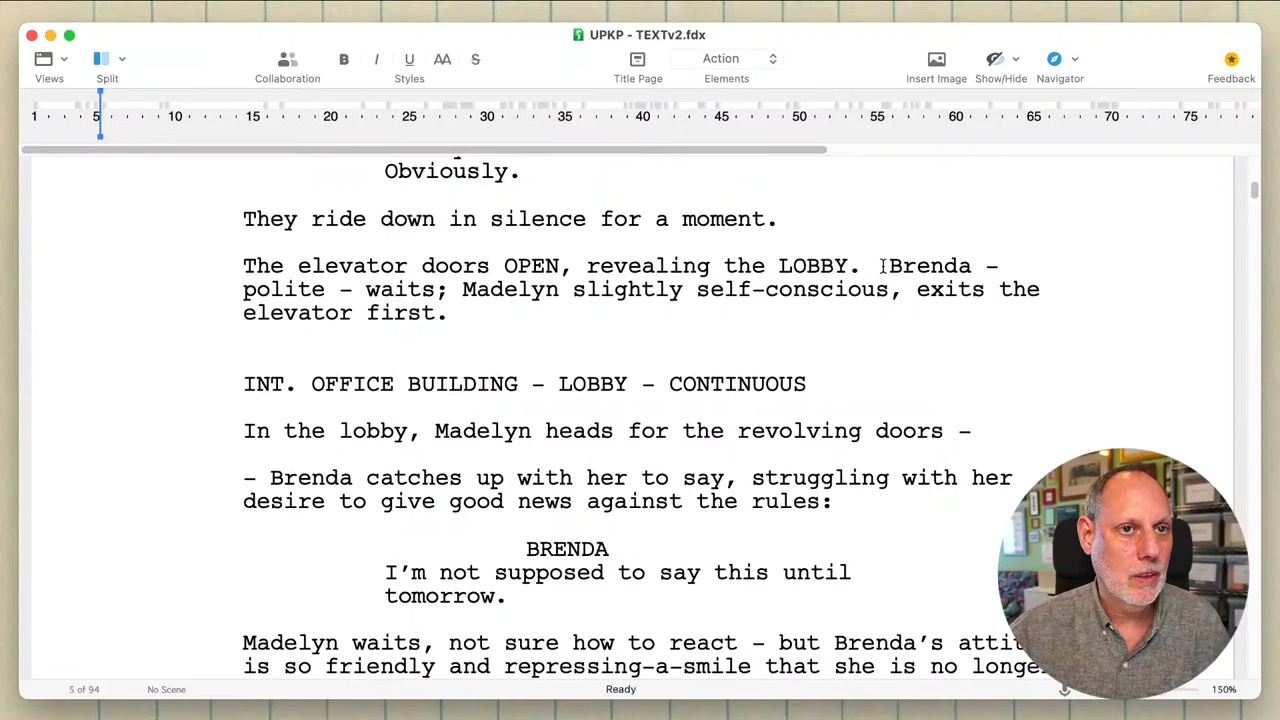 UPKP - TEXTv2.fdx
B I U AA S Action
Views Split Collaboration Styles Title Page Elements Insert Image Show/Hide Navigator Feedback
1 5 10 15 20 25 30 35 40 45 50 55 60 65 70 75
Obviously.
They ride down in silence for a moment.
The elevator doors OPEN, revealing the LOBBY. Brenda –
polite – waits; Madelyn slightly self-conscious, exits the
elevator first.
INT. OFFICE BUILDING – LOBBY – CONTINUOUS
In the lobby, Madelyn heads for the revolving doors –
– Brenda catches up with her to say, struggling with her
desire to give good news against the rules:
BRENDA
I’m not supposed to say this until
tomorrow.
Madelyn waits, not sure how to react – but Brenda’s
is so friendly and repressing-a-smile that she is no
5 of 94 No Scene Ready 150%